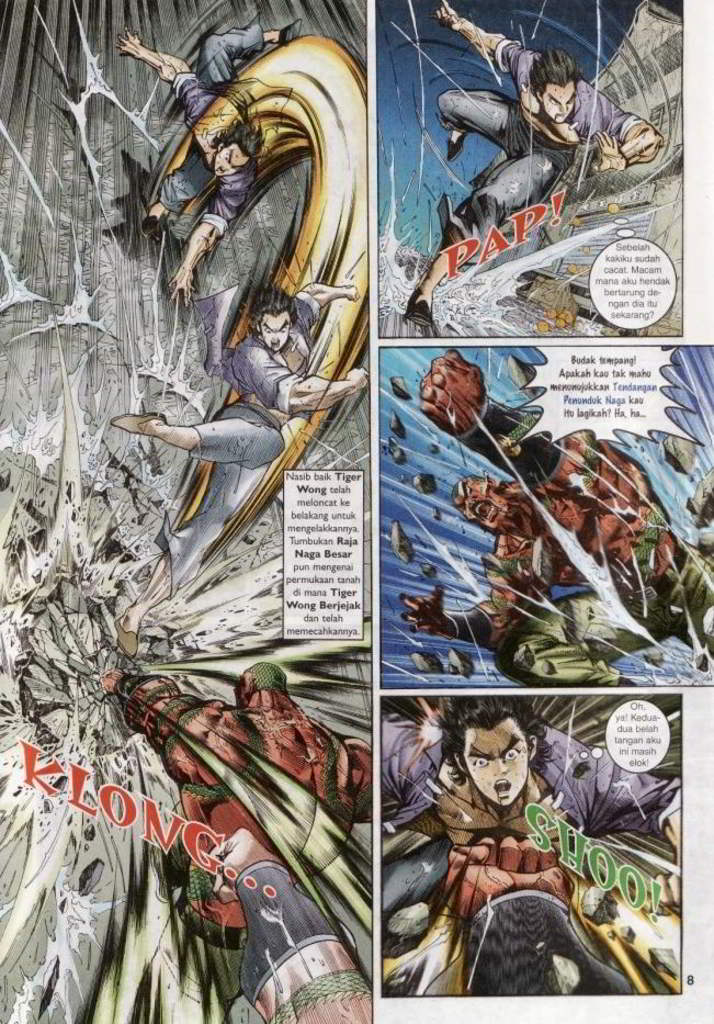 Nasib baik Tiger
Wong telah
meloncat ke
belakang untuk
mengelakkannya.
Tumbukan Raja
Naga Besar
pun mengenai
permukaan tanah
di mana Tiger
Wong Berjejak
dan telah
memecahkannya.
KLONG...
PAP!
Sebelah
kakiku sudah
cacat. Macam
mana aku hendak
bertarung de-
ngan dia itu
sekarang?
Budak tempang!
Apakah kau tak mahu
menunjukkan Tendangan
Penunduk Naga kau
itu lagikah? Ha, ha...
Oh,
ya! Kedua-
dua belah
tangan aku
ini masih
elok!
SHOO!
8